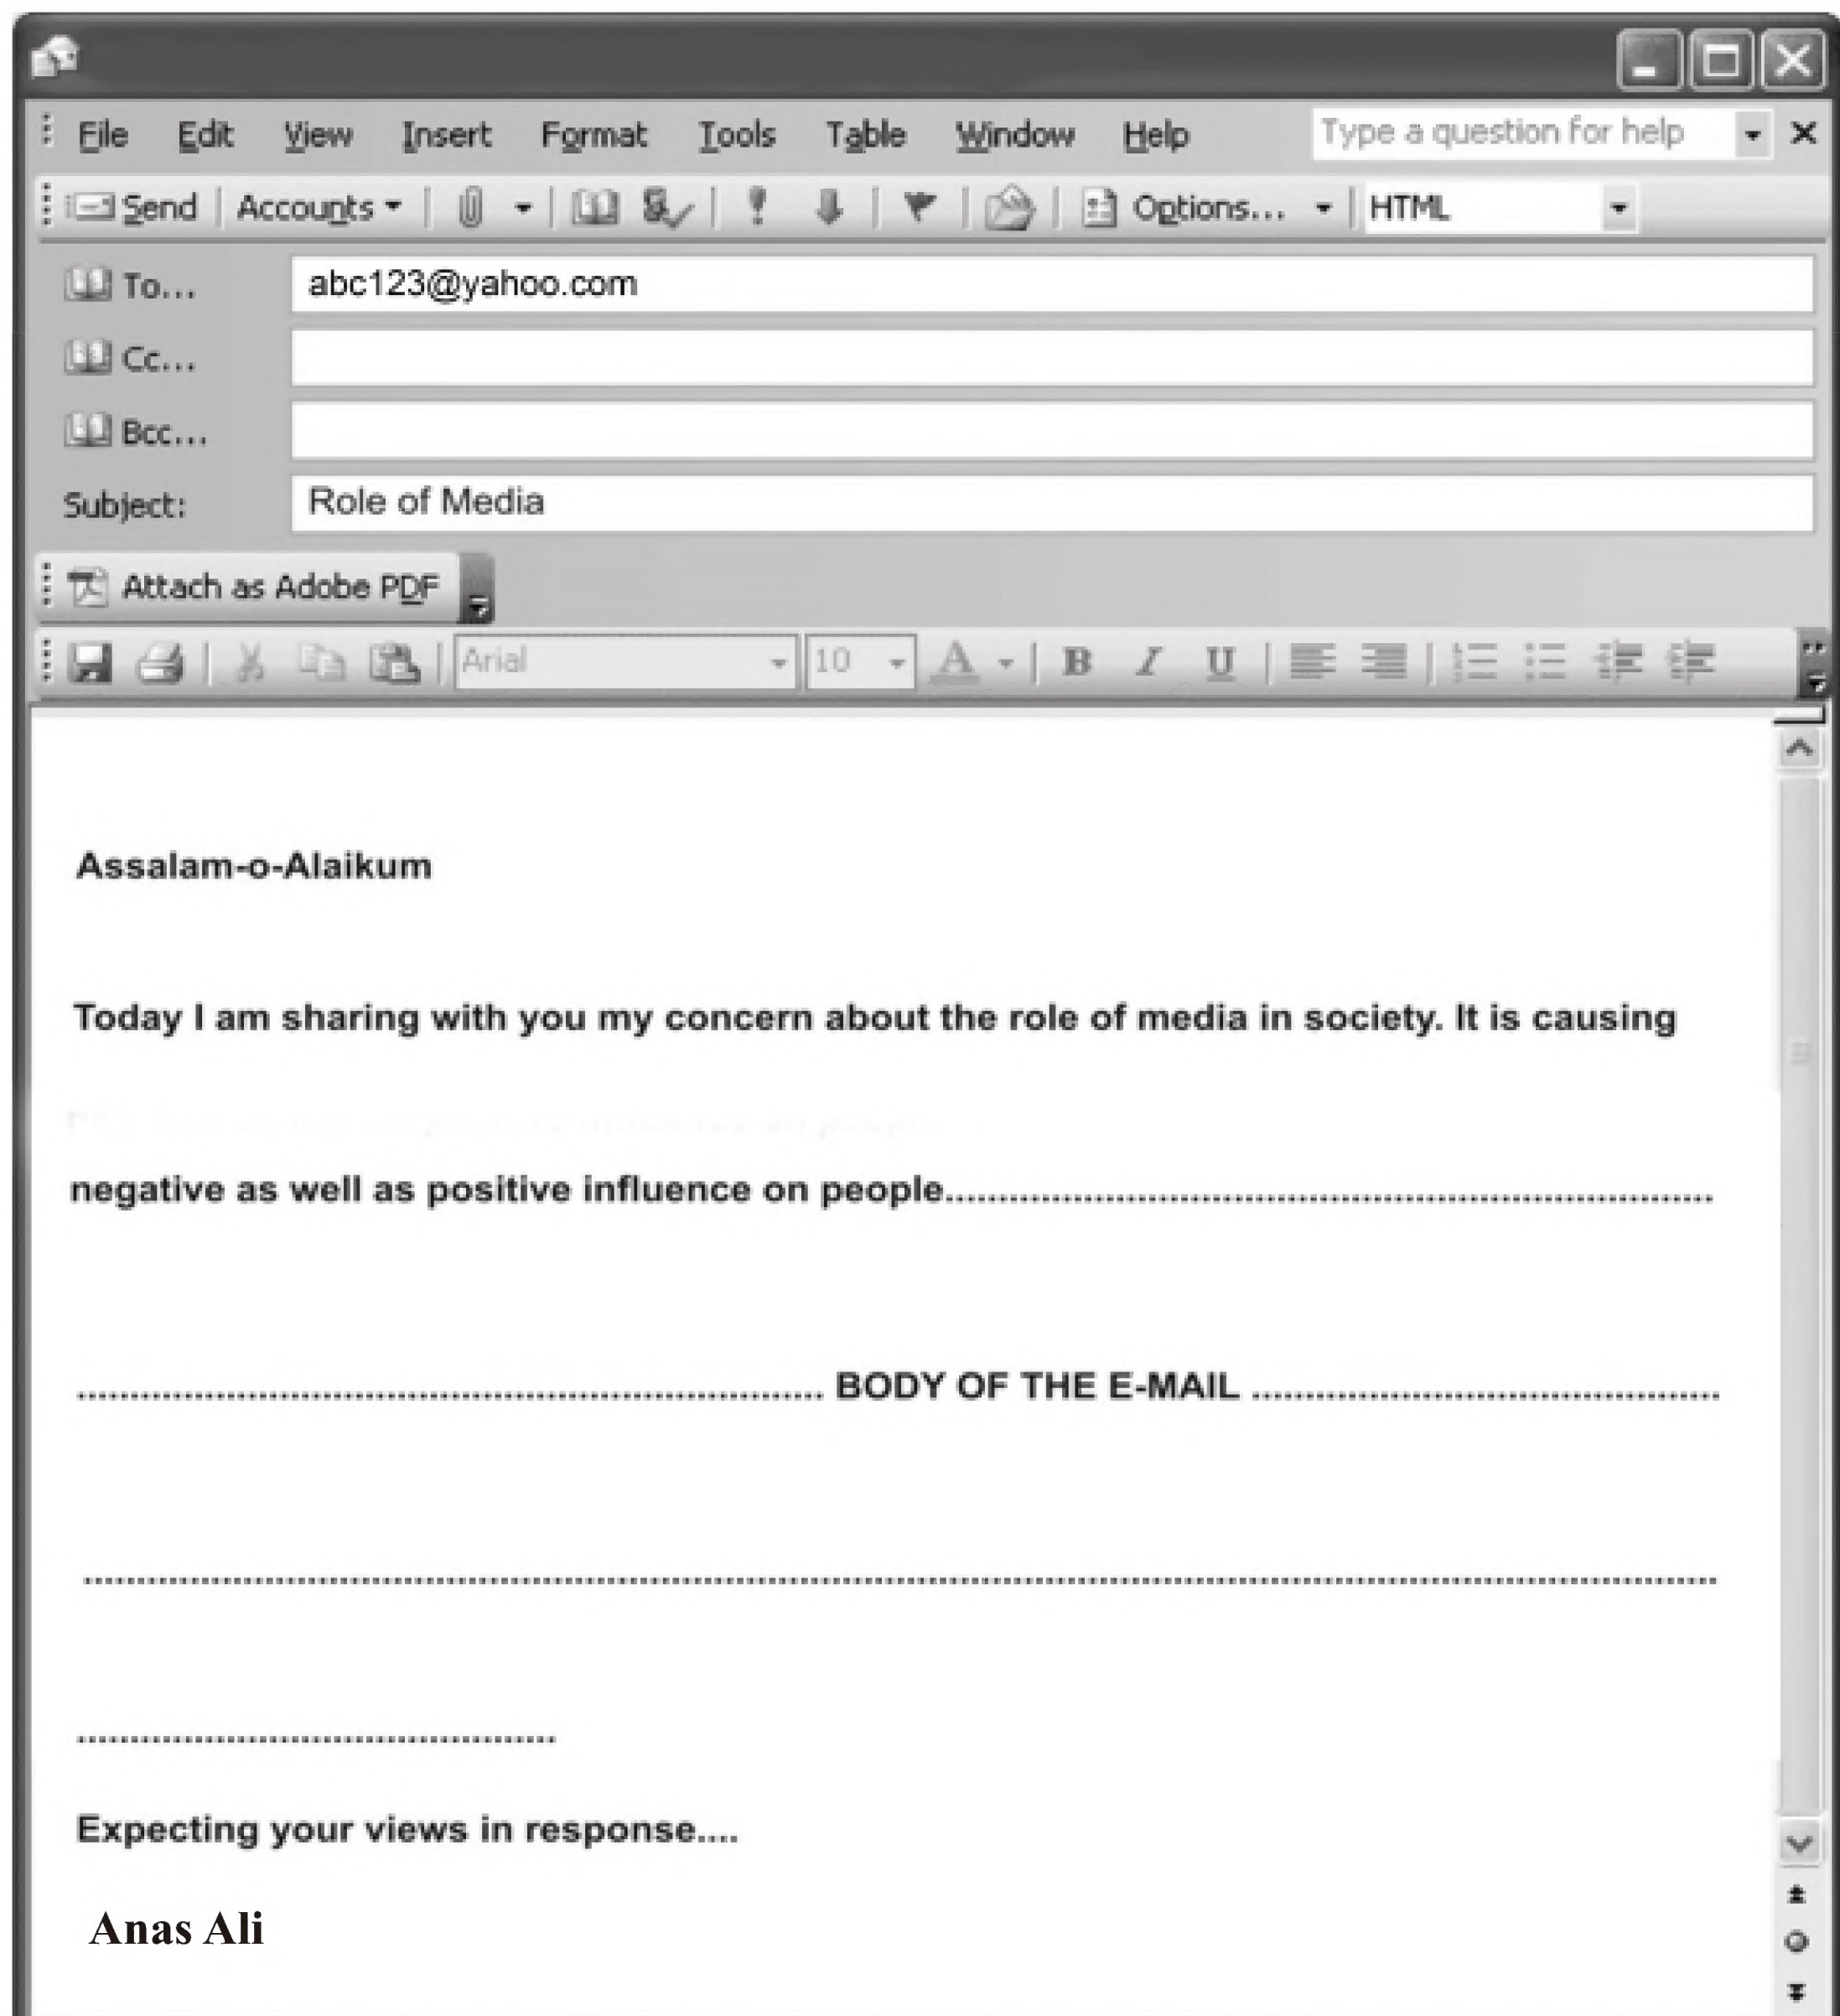 File Edit View Insert Format Tools Table Window Help Type a question for help
Send Accounts Options... HTML
To... abc123@yahoo.com
Cc...
Bcc...
Subject: Role of Media
Attach as Adobe PDF
Arial 10 A B I U
Assalam-o-Alaikum
Today I am sharing with you my concern about the role of media in society. It is causing
negative as well as positive influence on people......................................................................
.................................................................... BODY OF THE E-MAIL ...........................................
......................................................................................................................................................
............................................
Expecting your views in response....
Anas Ali